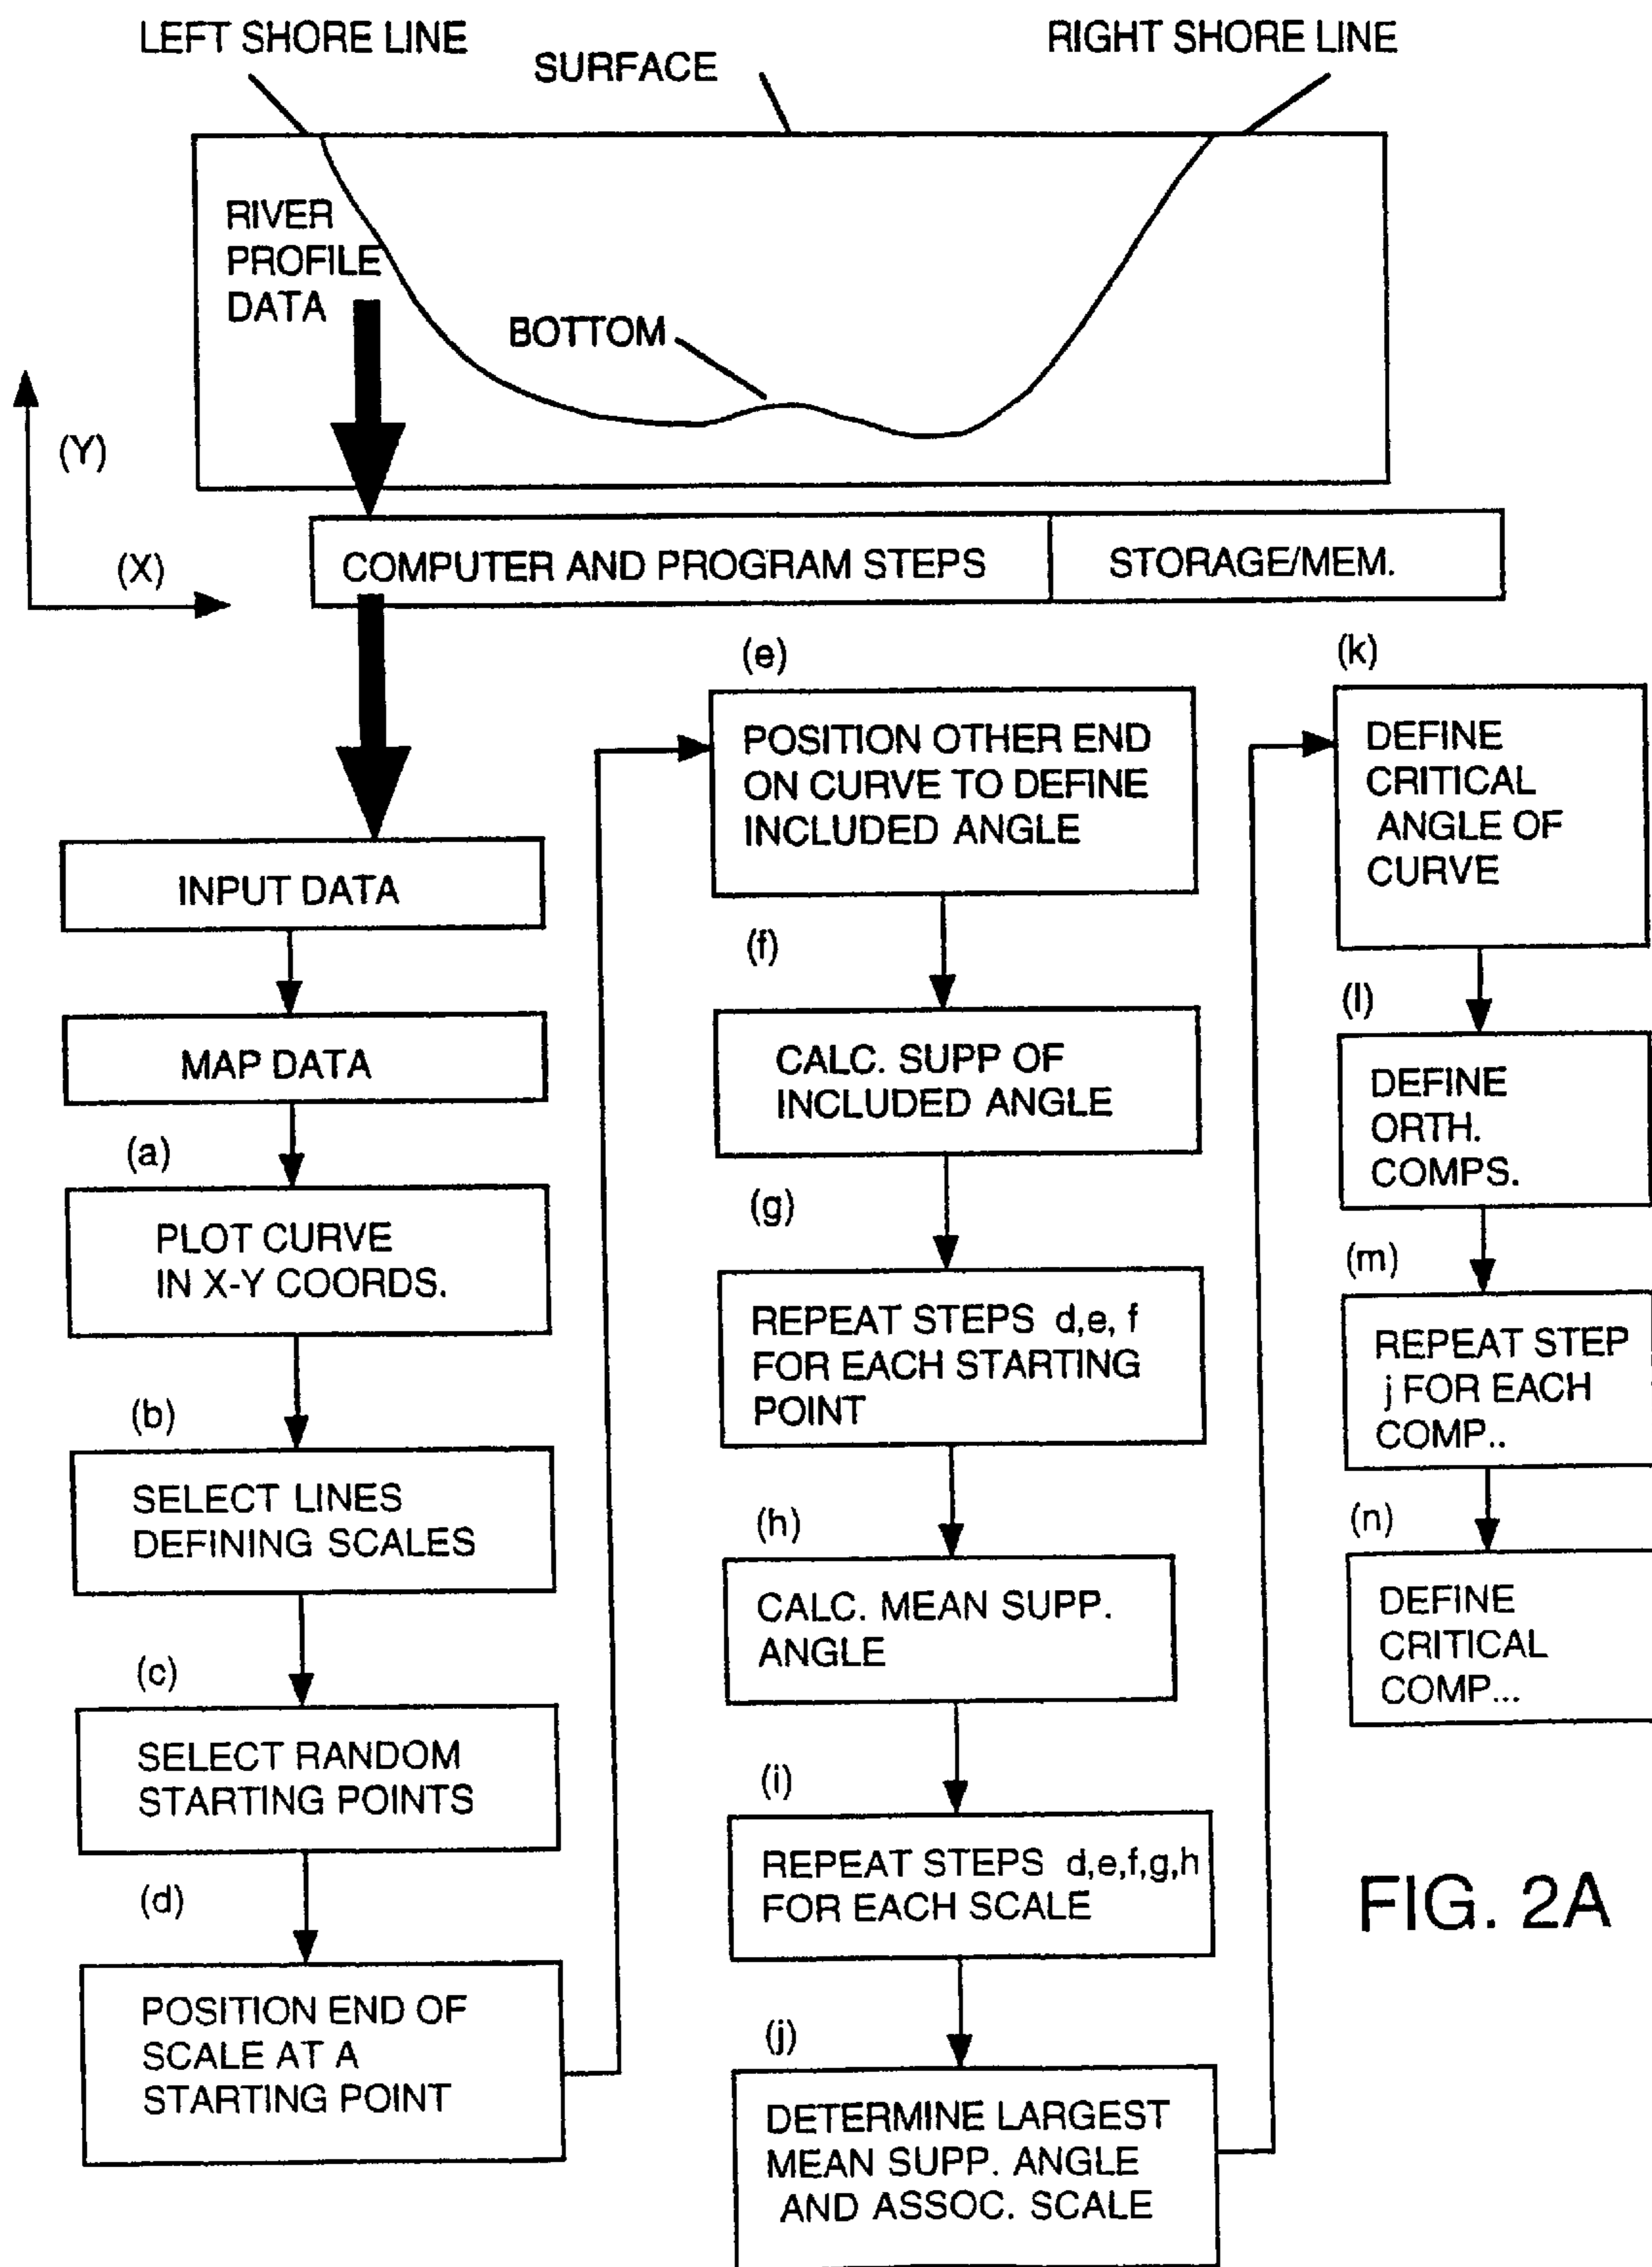 LEFT SHORE LINE
SURFACE
RIGHT SHORE LINE
RIVER
PROFILE
DATA
BOTTOM
(Y)
(X)
COMPUTER AND PROGRAM STEPS
STORAGE/MEM.
INPUT DATA
MAP DATA
(a)
PLOT CURVE
IN X-Y COORDS.
(b)
SELECT LINES
DEFINING SCALES
(c)
SELECT RANDOM
STARTING POINTS
(d)
POSITION END OF
SCALE AT A
STARTING POINT
(e)
POSITION OTHER END
ON CURVE TO DEFINE
INCLUDED ANGLE
(f)
CALC. SUPP OF
INCLUDED ANGLE
(g)
REPEAT STEPS d,e, f
FOR EACH STARTING
POINT
(h)
CALC. MEAN SUPP.
ANGLE
(i)
REPEAT STEPS d,e,f,g,h
FOR EACH SCALE
(j)
DETERMINE LARGEST
MEAN SUPP. ANGLE
AND ASSOC. SCALE
(k)
DEFINE
CRITICAL
ANGLE OF
CURVE
(l)
DEFINE
ORTH.
COMPS.
(m)
REPEAT STEP
j FOR EACH
COMP..
(n)
DEFINE
CRITICAL
COMP...
FIG. 2A